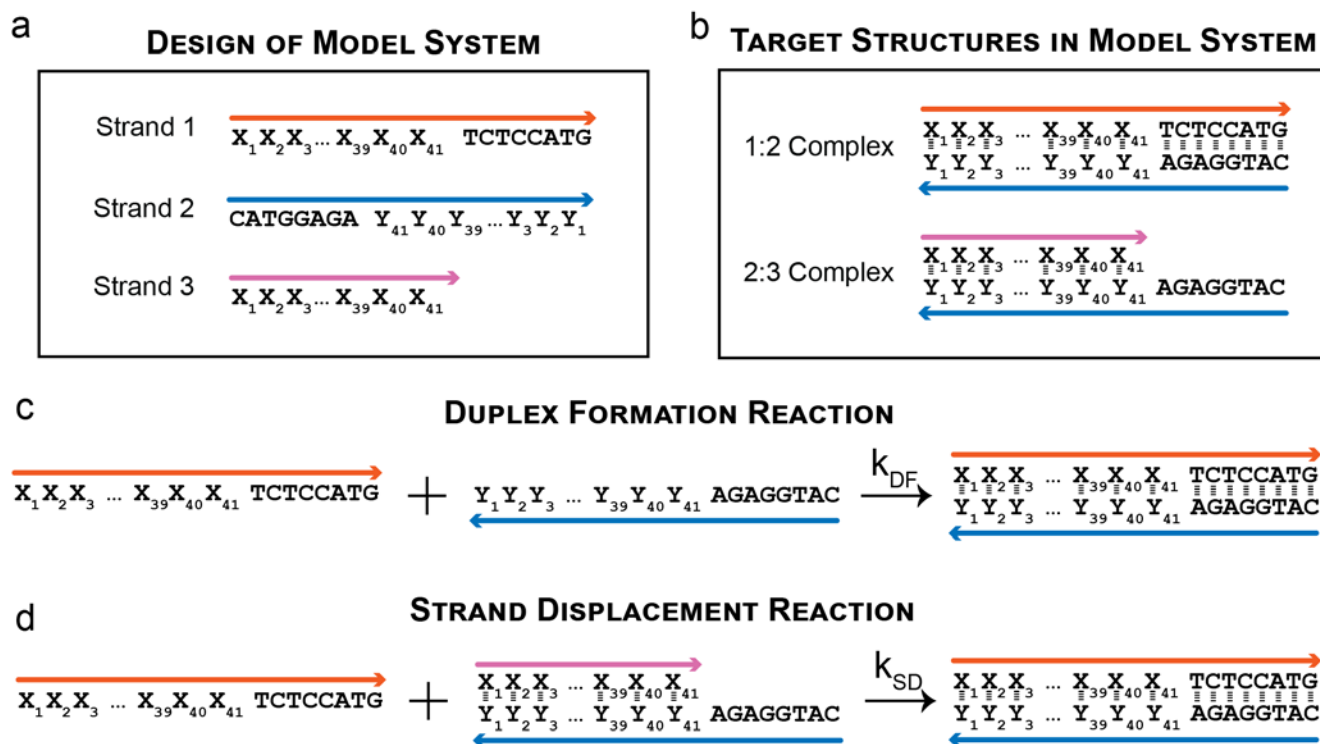 a
DESIGN OF MODEL SYSTEM
Strand 1
X₁X₂X₃... X₃₉X₄₀X₄₁ TCTCCATG
Strand 2
CATGGAGA Y₄₁Y₄₀Y₃₉...Y₃Y₂Y₁
Strand 3
X₁X₂X₃... X₃₉X₄₀X₄₁
b
TARGET STRUCTURES IN MODEL SYSTEM
1:2 Complex
X₁X₂X₃ ... X₃₉X₄₀X₄₁ TCTCCATG
Y₁Y₂Y₃ ... Y₃₉Y₄₀Y₄₁ AGAGGTAC
2:3 Complex
X₁X₂X₃ ... X₃₉X₄₀X₄₁
Y₁Y₂Y₃ ... Y₃₉Y₄₀Y₄₁ AGAGGTAC
c
DUPLEX FORMATION REACTION
X₁X₂X₃ ... X₃₉X₄₀X₄₁ TCTCCATG
+
Y₁Y₂Y₃ ... Y₃₉Y₄₀Y₄₁ AGAGGTAC
k_DF
X₁X₂X₃ ... X₃₉X₄₀X₄₁ TCTCCATG
Y₁Y₂Y₃ ... Y₃₉Y₄₀Y₄₁ AGAGGTAC
d
STRAND DISPLACEMENT REACTION
X₁X₂X₃ ... X₃₉X₄₀X₄₁ TCTCCATG
+
X₁X₂X₃ ... X₃₉X₄₀X₄₁
Y₁Y₂Y₃ ... Y₃₉Y₄₀Y₄₁ AGAGGTAC
k_SD
X₁X₂X₃ ... X₃₉X₄₀X₄₁ TCTCCATG
Y₁Y₂Y₃ ... Y₃₉Y₄₀Y₄₁ AGAGGTAC